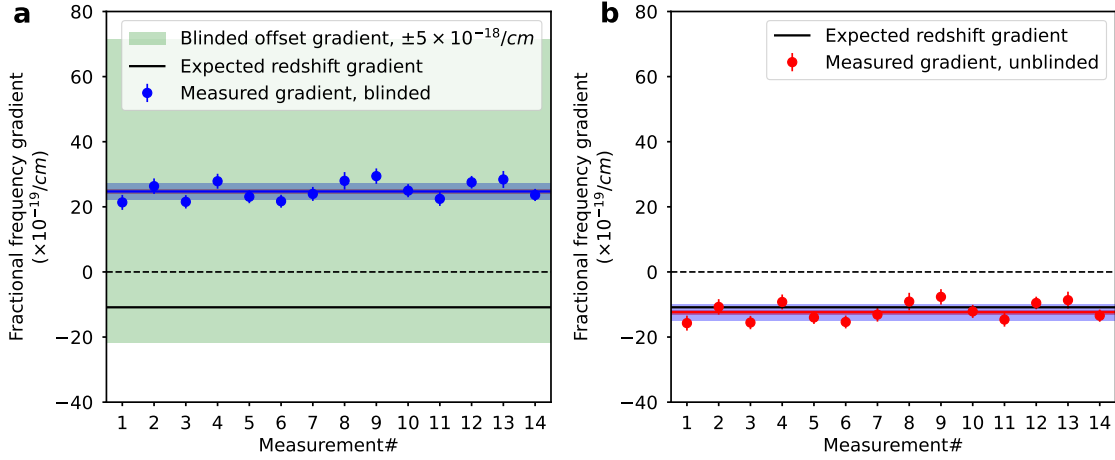 a
Blinded offset gradient, ±5 × 10⁻¹⁸/cm
Expected redshift gradient
Measured gradient, blinded
80
60
40
20
0
−20
−40
Fractional frequency gradient
(×10⁻¹⁹/cm)
1 2 3 4 5 6 7 8 9 10 11 12 13 14
Measurement#
b
Expected redshift gradient
Measured gradient, unblinded
80
60
40
20
0
−20
−40
Fractional frequency gradient
(×10⁻¹⁹/cm)
1 2 3 4 5 6 7 8 9 10 11 12 13 14
Measurement#